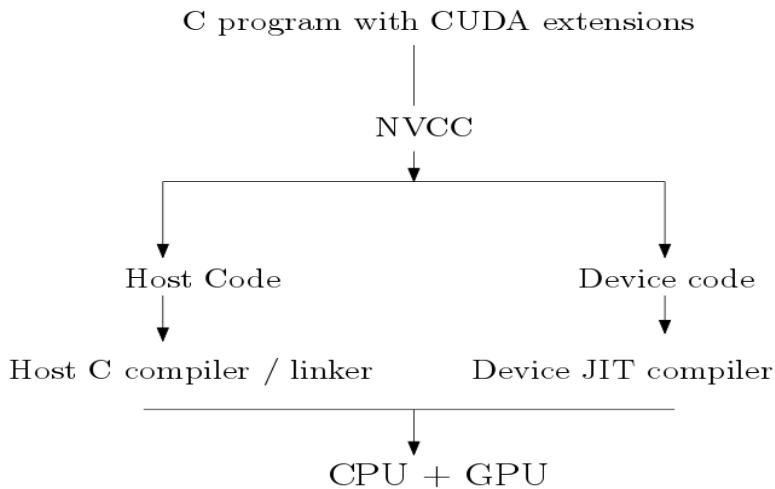 C program with CUDA extensions
NVCC
Host Code
Device code
Host C compiler / linker
Device JIT compiler
CPU + GPU